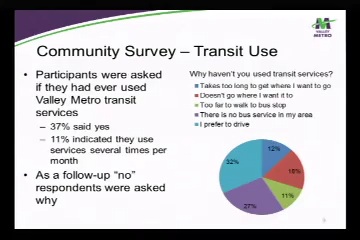 VALLEY
METRO
Community Survey – Transit Use
• Participants were asked
if they had ever used
Valley Metro transit
services
– 37% said yes
– 11% indicated they use
services several times per
month
• As a follow-up “no”
respondents were asked
why
Why haven't you used transit services?
Takes too long to get where I want to go
Doesn't go where I want it to
Too far to walk to bus stop
There is no bus service in my area
I prefer to drive
12%
18%
11%
27%
32%